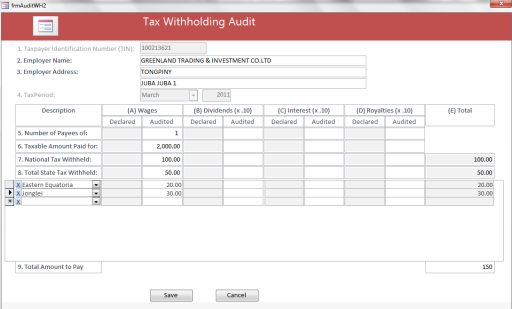 frmAuditWH2
Tax Withholding Audit
1. Taxpayer Identification Number (TIN): 100213621
2. Employer Name: GREENLAND TRADING & INVESTMENT CO.LTD
3. Employer Address: TONGPINY
JUBA JUBA 1
4. TaxPeriod: March 2011
Description (A) Wages (B) Dividends (x .10) (C) Interest (x .10) (D) Royalties (x .10) (E) Total
Declared Audited Declared Audited Declared Audited Declared Audited
5. Number of Payees of: 1
6. Taxable Amount Paid for: 2,000.00
7. National Tax Withheld: 100.00 100.00
8. Total State Tax Withheld: 50.00 50.00
X Eastern Equatoria 20.00 20.00
X Jonglei 30.00 30.00
X
9. Total Amount to Pay 150
Save Cancel